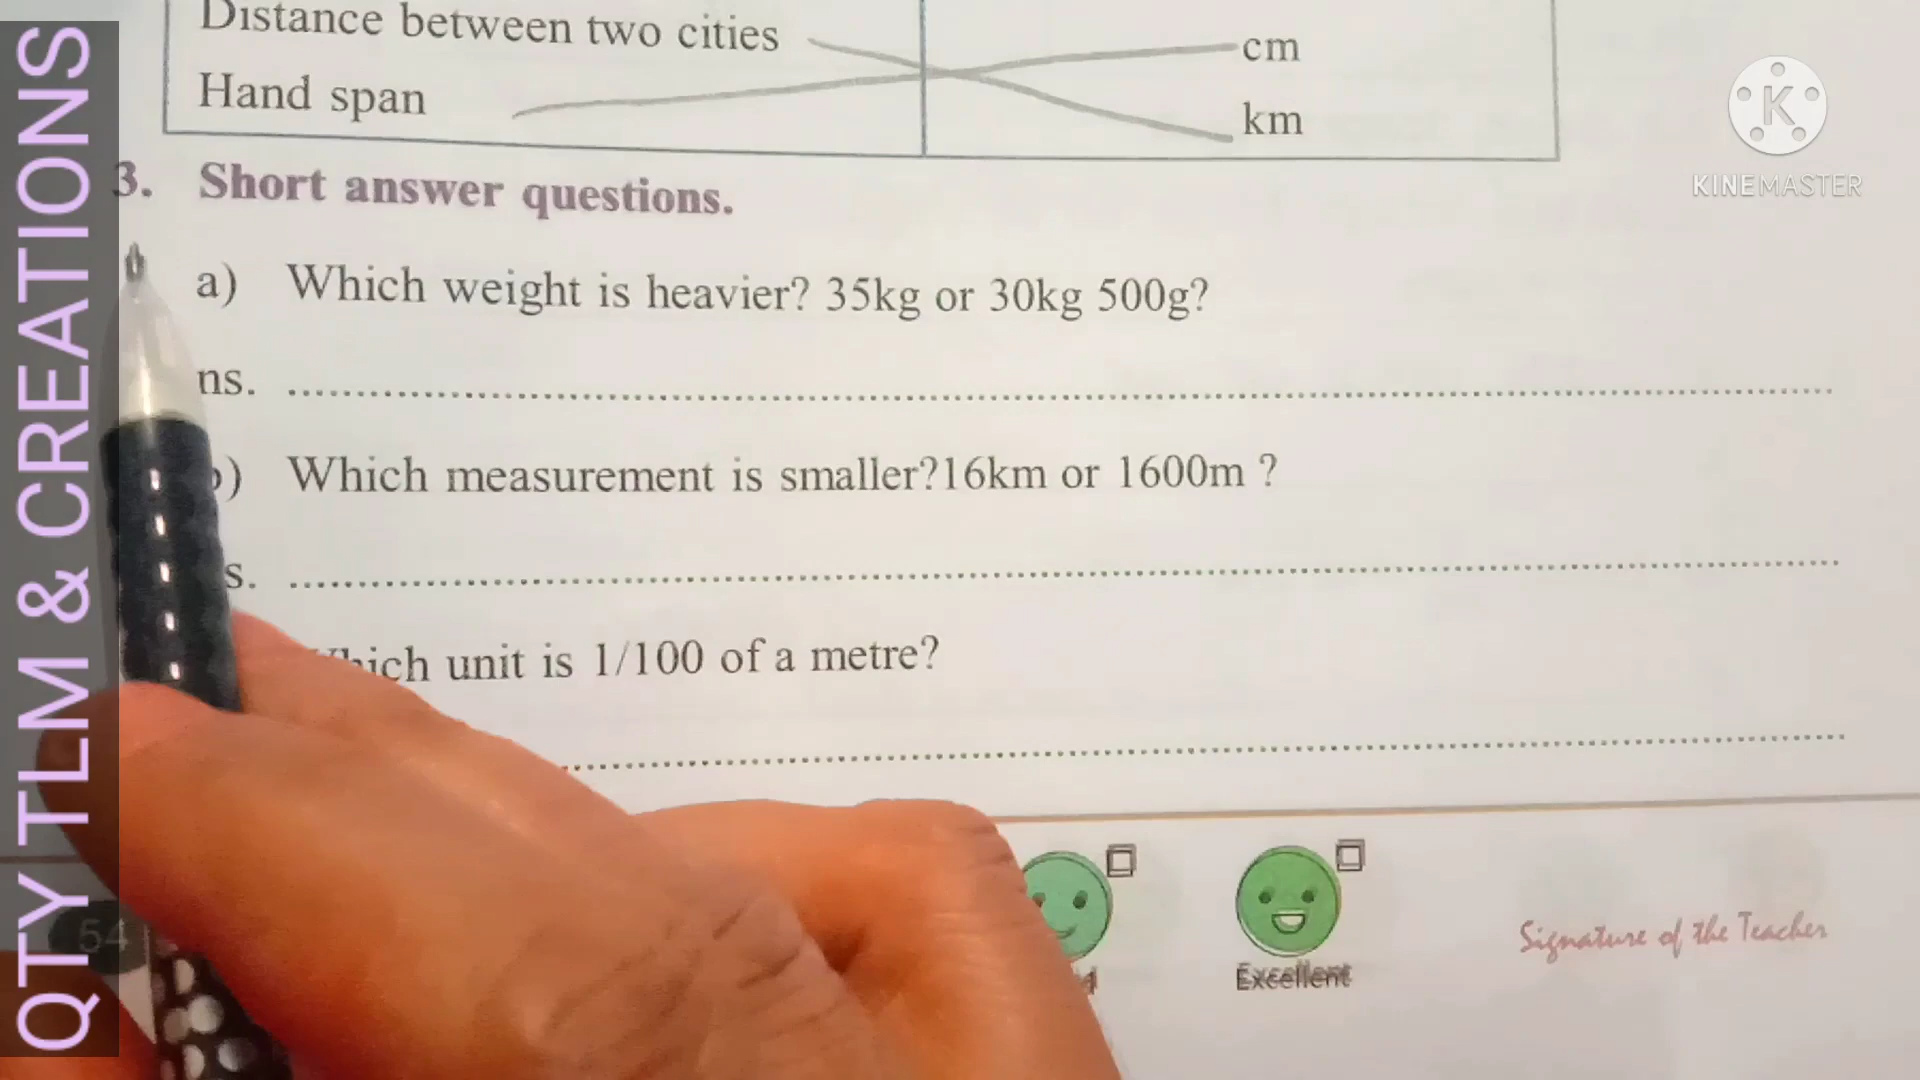 Distance between two cities
cm
Hand span
km
3. Short answer questions.
a) Which weight is heavier? 35kg or 30kg 500g?
ns. ........................
) Which measurement is smaller?16km or 1600m ?
s. ........................
hich unit is 1/100 of a metre?
........................
Excellent
Signature of the Teacher
54
QTY TLM & CREATIONS
K
KINEMASTER